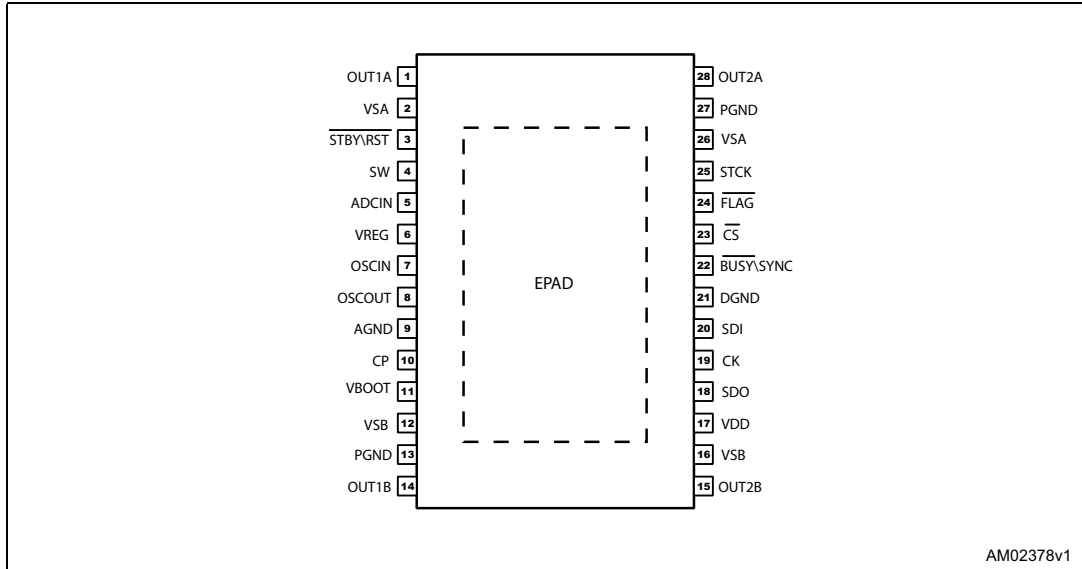 OUT1A 1 28 OUT2A
VSA 2 27 PGND
STBY\RST 3 26 VSA
SW 4 25 STCK
ADCIN 5 24 FLAG
VREG 6 23 CS
OSCIN 7 22 BUSY\SYNC
EPAD
OSCOUT 8 21 DGND
AGND 9 20 SDI
CP 10 19 CK
VBOOT 11 18 SDO
VSB 12 17 VDD
PGND 13 16 VSB
OUT1B 14 15 OUT2B
AM02378v1